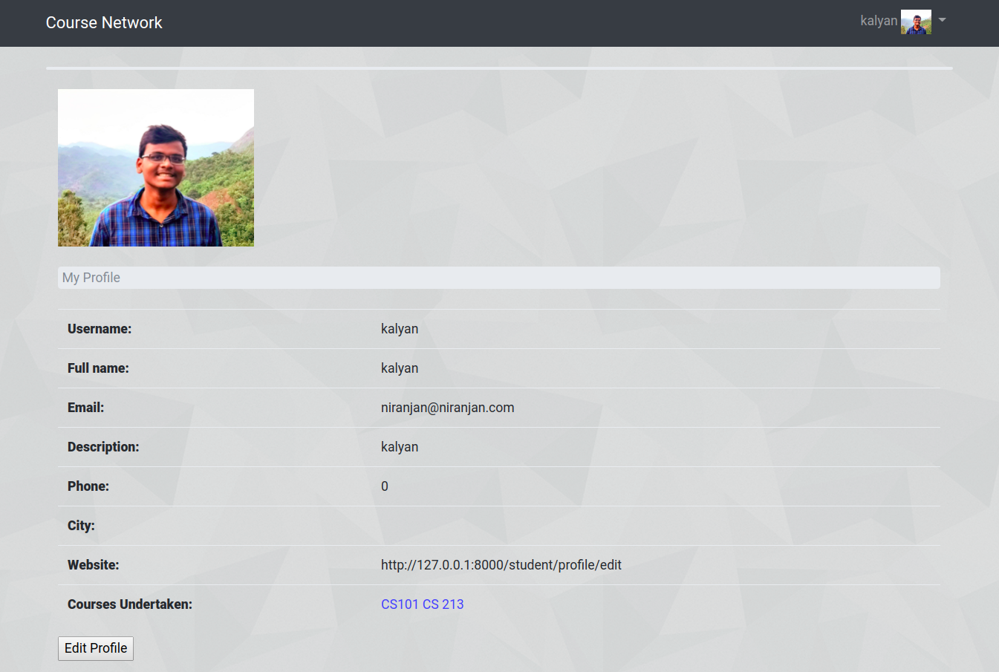 Course Network
kalyan
My Profile
Username: kalyan
Full name: kalyan
Email: niranjan@niranjan.com
Description: kalyan
Phone: 0
City:
Website: http://127.0.0.1:8000/student/profile/edit
Courses Undertaken: CS101 CS 213
Edit Profile